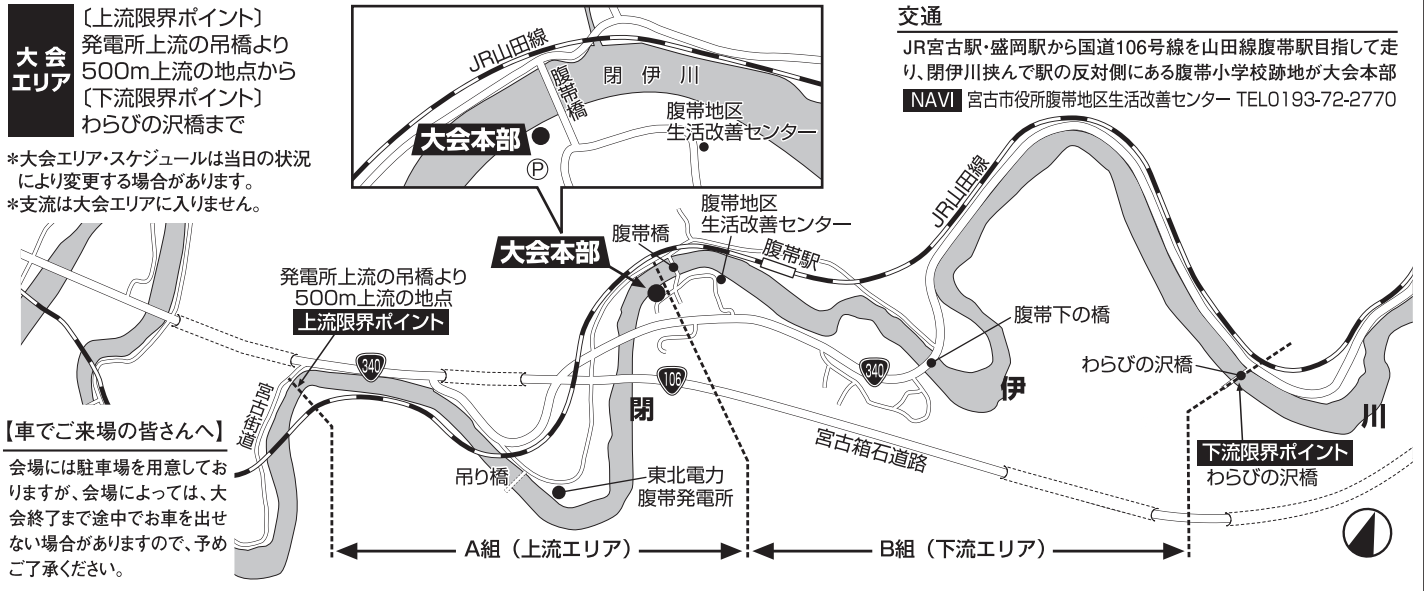 大会
エリア
〔上流限界ポイント〕
発電所上流の吊橋より
500m上流の地点から
〔下流限界ポイント〕
わらびの沢橋まで
*大会エリア・スケジュールは当日の状況
により変更する場合があります。
*支流は大会エリアに入りません。
JR山田線
腹帯橋
閉伊川
腹帯地区
生活改善センター
大会本部
P
交通
JR宮古駅・盛岡駅から国道106号線を山田線腹帯駅目指して走
り、閉伊川挟んで駅の反対側にある腹帯小学校跡地が大会本部
NAVI 宮古市役所腹帯地区生活改善センター TEL0193-72-2770
大会本部
腹帯橋
腹帯地区
生活改善センター
腹帯駅
JR山田線
発電所上流の吊橋より
500m上流の地点
上流限界ポイント
340
106
340
腹帯下の橋
わらびの沢橋
宮古街道
閉
伊
川
宮古箱石道路
下流限界ポイント
わらびの沢橋
吊り橋
東北電力
腹帯発電所
A組(上流エリア)
B組(下流エリア)
【車でご来場の皆さんへ】
会場には駐車場を用意してお
りますが、会場によっては、大
会終了まで途中でお車を出せ
ない場合がありますので、予め
ご了承ください。